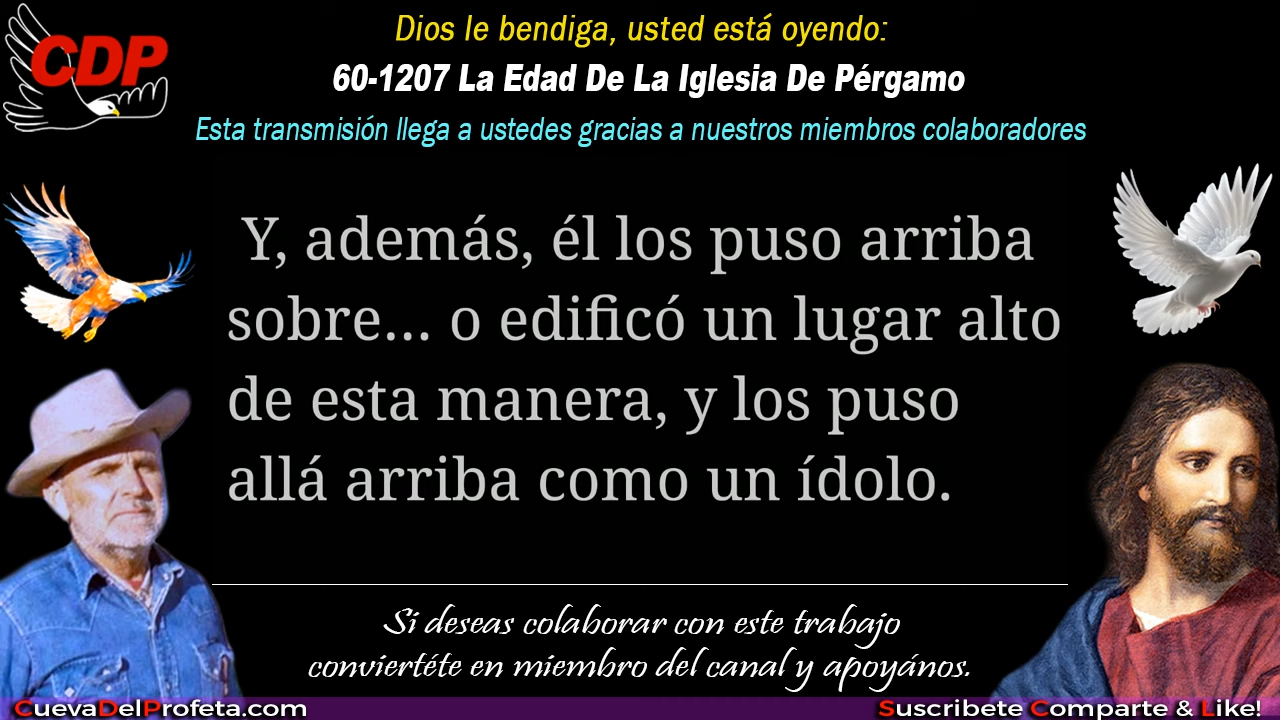 CDP
Dios le bendiga, usted está oyendo:
60-1207 La Edad De La Iglesia De Pérgamo
Esta transmisión llega a ustedes gracias a nuestros miembros colaboradores
Y, además, él los puso arriba
sobre... o edificó un lugar alto
de esta manera, y los puso
allá arriba como un ídolo.
Si deseas colaborar con este trabajo
conviertéte en miembro del canal y apoyános.
CuevaDelProfeta.com
Suscribete Comparte & Like!